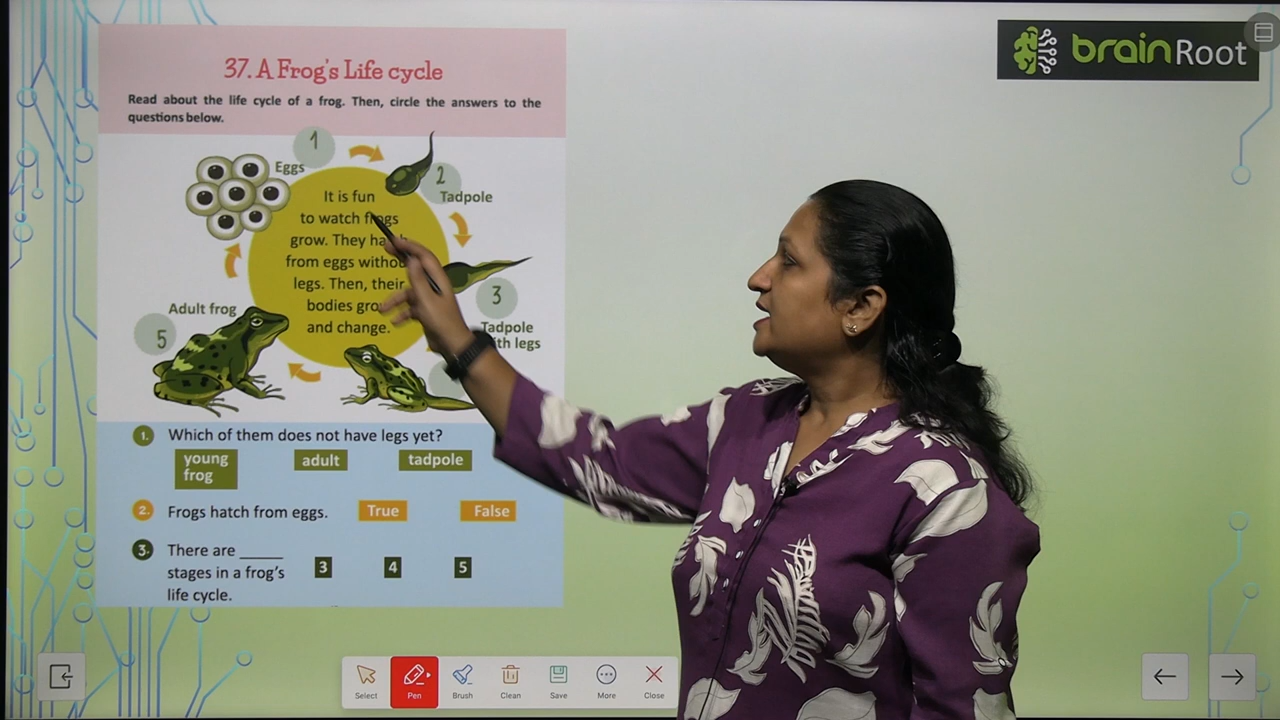 brainRoot
37. A Frog's Life cycle
Read about the life cycle of a frog. Then, circle the answers to the
questions below.
1
Eggs
2
Tadpole
3
Tadpole
legs
Adult frog
5
It is fun
to watch frogs
grow. They
from eggs
legs. Then, their
bodies
and change.
1. Which of them does not have legs yet?
young
frog
adult
tadpole
2. Frogs hatch from eggs. True False
3. There are _____
stages in a frog's
life cycle.
3 4 5
Select Pen Brush Clean Save More Close